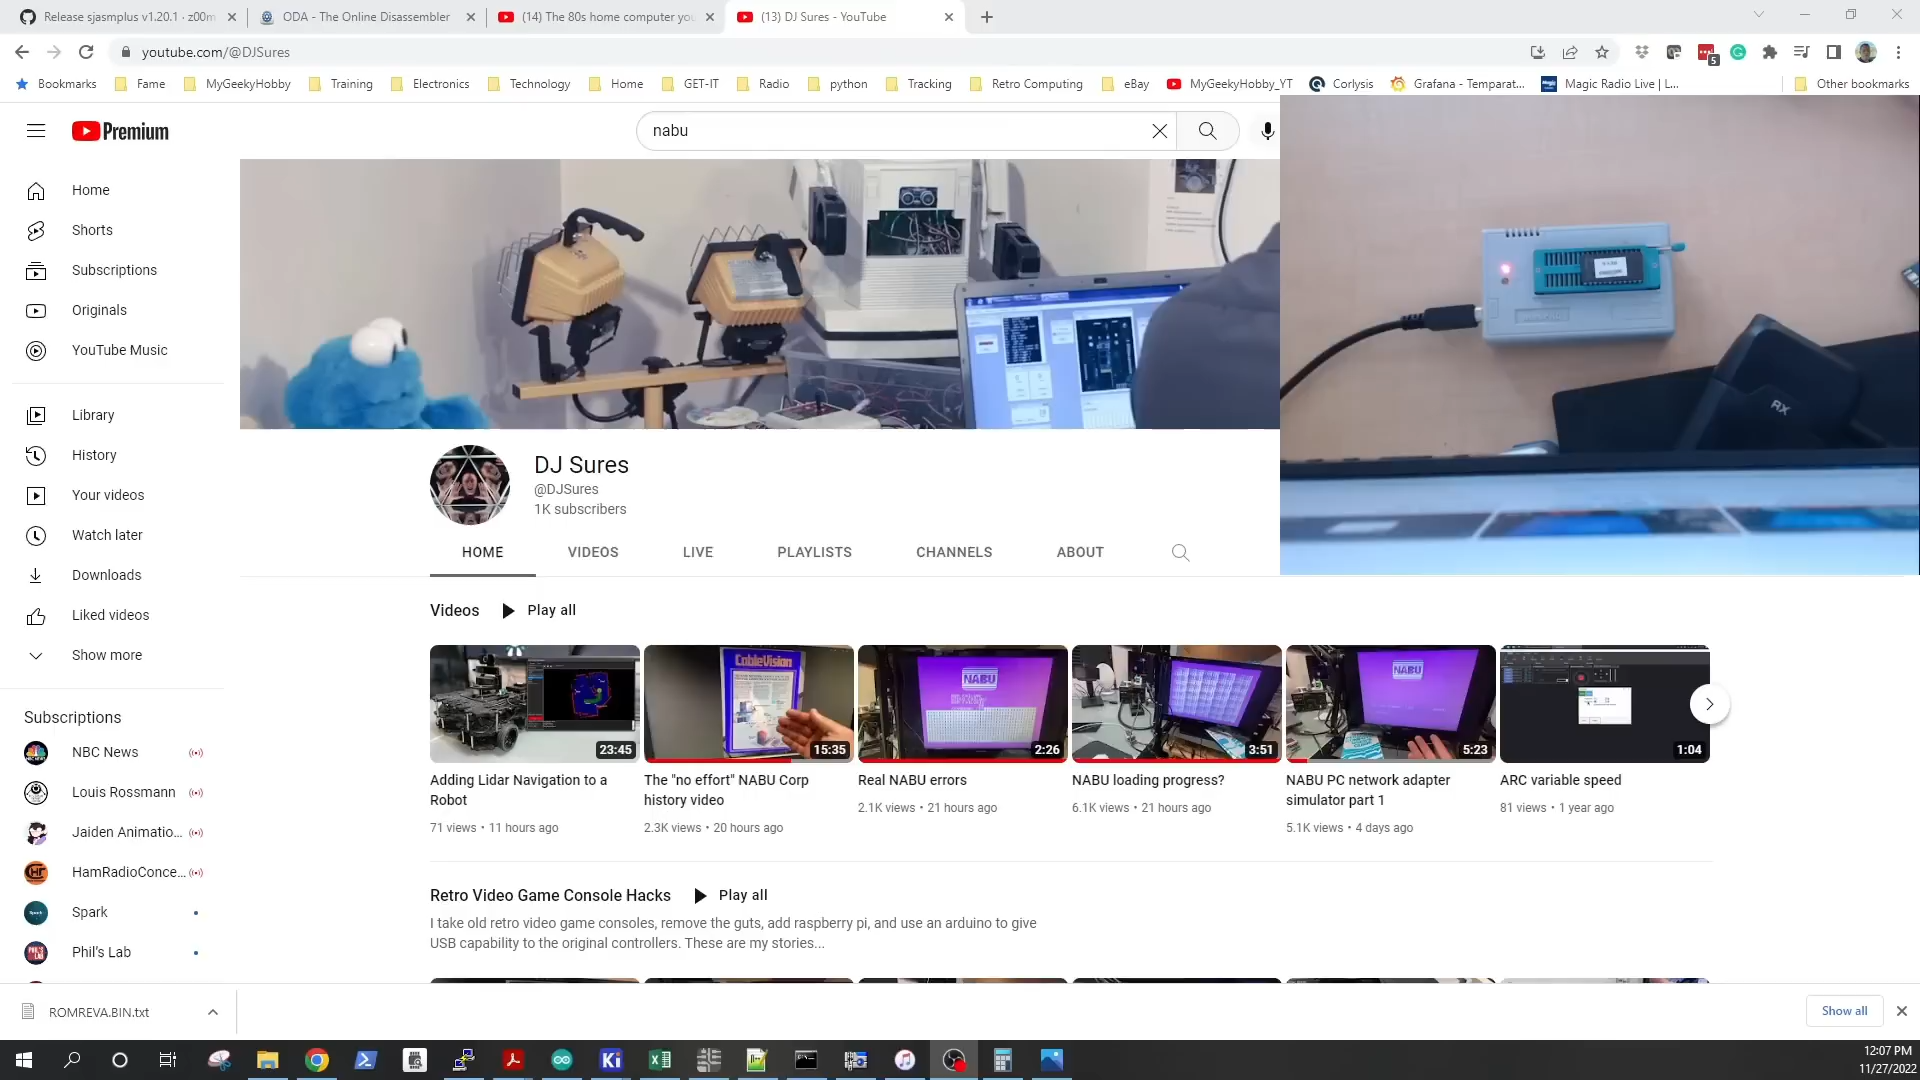 Release sjasmplus v1.20.1 · z00m
ODA - The Online Disassembler
(14) The 80s home computer you
(13) DJ Sures - YouTube
youtube.com/@DJSures
5
Bookmarks
Fame
MyGeekyHobby
Training
Electronics
Technology
Home
GET-IT
Radio
python
Tracking
Retro Computing
eBay
MyGeekyHobby_YT
Corlysis
Grafana - Temparat...
Magic Radio Live | L...
Other bookmarks
Premium
nabu
Home
Shorts
Subscriptions
Originals
YouTube Music
Library
History
Your videos
Watch later
Downloads
Liked videos
Show more
Subscriptions
NBC News
Louis Rossmann
Jaiden Animatio...
HamRadioConce...
Spark
Phil's Lab
RX
DJ Sures
@DJSures
1K subscribers
HOME
VIDEOS
LIVE
PLAYLISTS
CHANNELS
ABOUT
Videos
Play all
CableVision
NABU
NABU
23:45
15:35
2:26
3:51
5:23
1:04
Adding Lidar Navigation to a
Robot
71 views • 11 hours ago
The "no effort" NABU Corp
history video
2.3K views • 20 hours ago
Real NABU errors
2.1K views • 21 hours ago
NABU loading progress?
6.1K views • 21 hours ago
NABU PC network adapter
simulator part 1
5.1K views • 4 days ago
ARC variable speed
81 views • 1 year ago
Retro Video Game Console Hacks
Play all
I take old retro video game consoles, remove the guts, add raspberry pi, and use an arduino to give
USB capability to the original controllers. These are my stories...
ROMREVA.BIN.txt
Show all
Ki
12:07 PM
11/27/2022